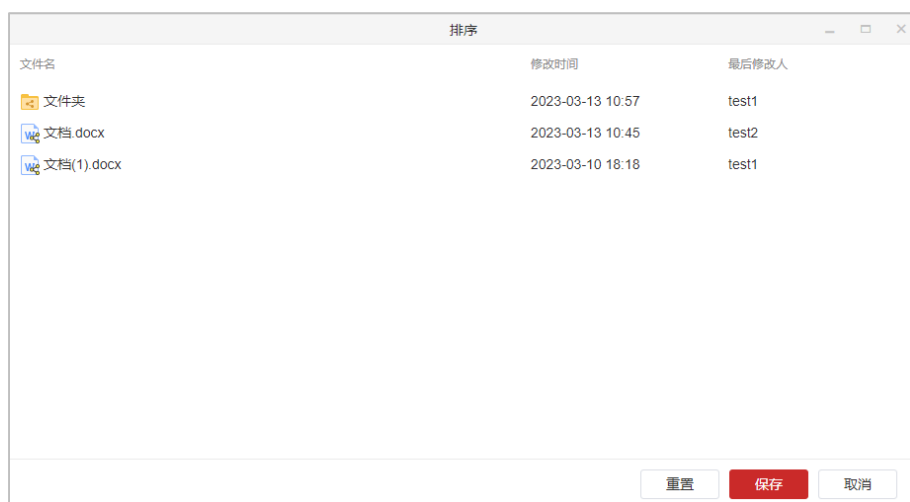 排序
文件名 修改时间 最后修改人
文件夹 2023-03-13 10:57 test1
文档.docx 2023-03-13 10:45 test2
文档(1).docx 2023-03-10 18:18 test1
重置 保存 取消